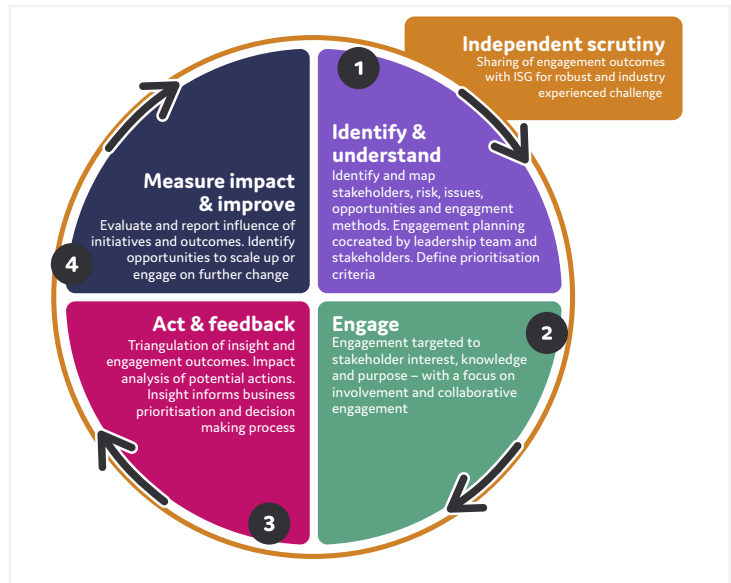 Independent scrutiny
Sharing of engagement outcomes
with ISG for robust and industry
experienced challenge
1
Identify &
understand
Identify and map
stakeholders, risk, issues,
opportunities and engagment
methods. Engagement planning
cocreated by leadership team and
stakeholders. Define prioritisation
criteria
2
Engage
Engagement targeted to
stakeholder interest, knowledge
and purpose – with a focus on
involvement and collaborative
engagement
3
Act & feedback
Triangulation of insight and
engagement outcomes. Impact
analysis of potential actions.
Insight informs business
prioritisation and decision
making process
4
Measure impact
& improve
Evaluate and report influence of
initiatives and outcomes. Identify
opportunities to scale up or
engage on further change